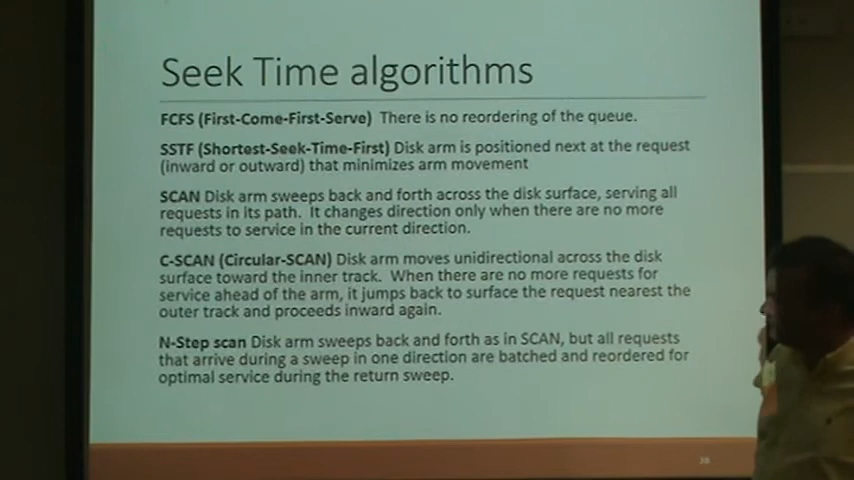 Seek Time algorithms
FCFS (First-Come-First-Serve) There is no reordering of the queue.
SSTF (Shortest-Seek-Time-First) Disk arm is positioned next at the request
(inward or outward) that minimizes arm movement
SCAN Disk arm sweeps back and forth across the disk surface, serving all
requests in its path. It changes direction only when there are no more
requests to service in the current direction.
C-SCAN (Circular-SCAN) Disk arm moves unidirectional across the disk
surface toward the inner track. When there are no more requests for
service ahead of the arm, it jumps back to surface the request nearest the
outer track and proceeds inward again.
N-Step scan Disk arm sweeps back and forth as in SCAN, but all requests
that arrive during a sweep in one direction are batched and reordered for
optimal service during the return sweep.